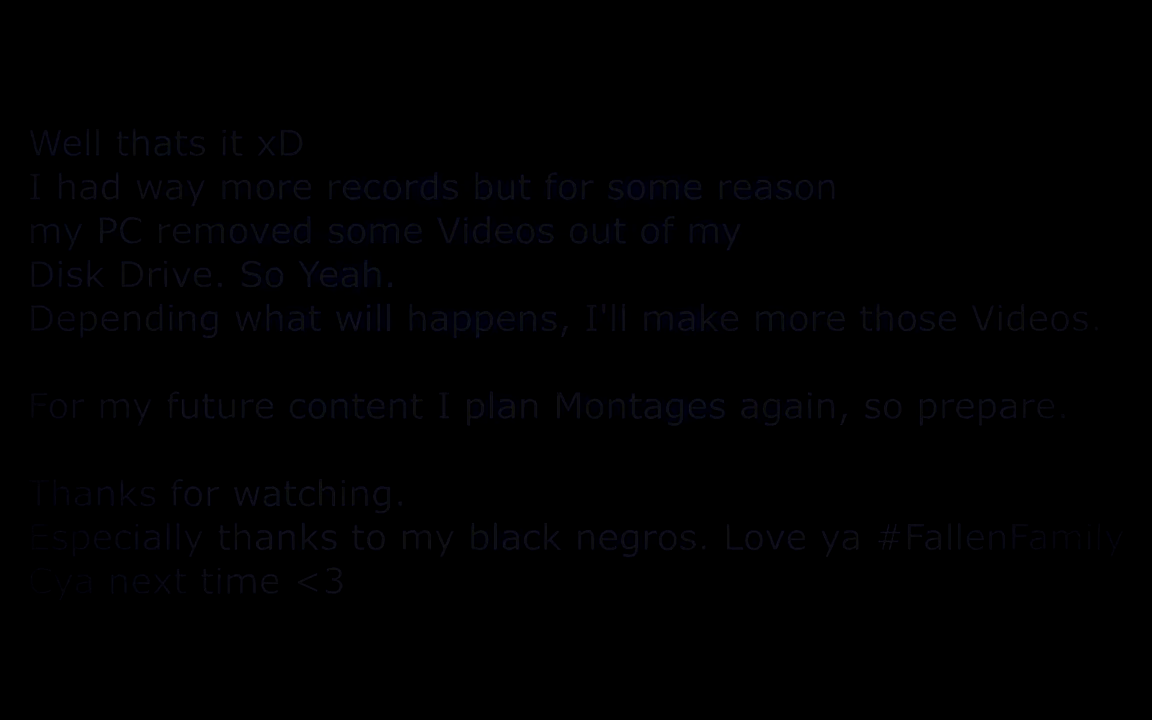 Well thats it xD
I had way more records but for some reason
my PC removed some Videos out of my
Disk Drive. So Yeah.
Depending what will happens, I'll make more those Videos.
For my future content I plan Montages again, so prepare.
Thanks for watching.
Especially thanks to my black negros. Love ya #FallenFamily
Cya next time <3